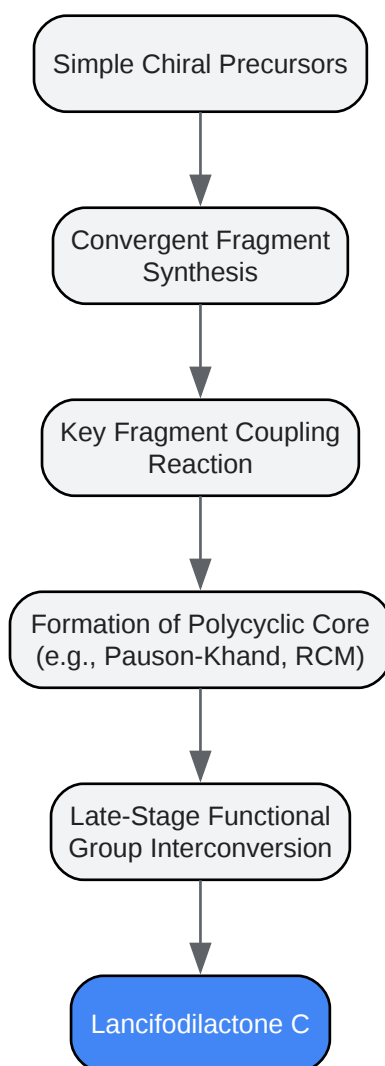 Simple Chiral Precursors
Convergent Fragment
Synthesis
Key Fragment Coupling
Reaction
Formation of Polycyclic Core
(e.g., Pauson-Khand, RCM)
Late-Stage Functional
Group Interconversion
Lancifodilactone C